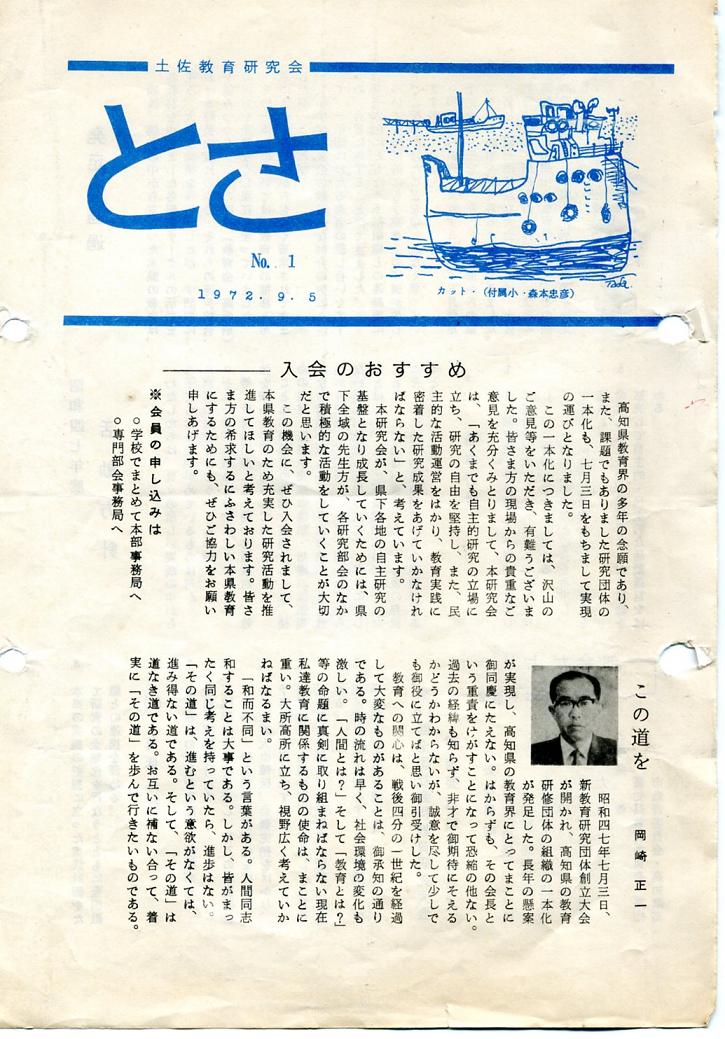 土佐教育研究会
とさ
No. 1
1972.9.5
カット・(付属小・森本忠彦)
入会のおすすめ
高知県教育界の多年の念願であり、
また、課題でもありました研究団体の
一本化も、七月三日をもちまして実現
の運びとなりました。
この一本化につきましては、沢山の
ご意見等をいただき、有難うございま
した。皆さま方の現場からの貴重なご
意見を充分くみとりまして、本研究会
は、「あくまでも自主的研究の立場に
立ち、研究の自由を堅持し、また、民
主的な活動運営をはかり、教育実践に
密着した研究成果をあげていかなけれ
ばならない」と、考えています。
本研究会が、県下各地の自主研究の
基盤となり成長していくためには、県
下全域の先生方が、各研究部会のなか
で積極的な活動をしていくことが大切
だと思います。
この機会に、ぜひ入会されまして、
本県教育のため充実した研究活動を推
進してほしいと考えております。皆さ
ま方の希求するにふさわしい本県教育
にするためにも、ぜひご協力をお願い
申しあげます。
※会員の申し込みは
○学校でまとめて本部事務局へ
○専門部会事務局へ
この道を
岡崎正一
昭和四七年七月三日、
新教育研究団体創立大会
が開かれ、高知県の教育
研修団体の組織の一本化
が発足した。長年の懸案
が実現し、高知県の教育界にとってまことに
御同慶にたえない。はからずも、その会長と
いう重責をけがすことになって恐縮の他ない。
過去の経緯も知らず、非才で御期待にそえる
かどうかわからないが、誠意を尽して少しで
も御役に立てばと思い御引受けした。
教育への関心は、戦後四分の一世紀を経過
して大変なものがあることは、御承知の通り
である。時の流れは早く、社会環境の変化も
激しい。「人間とは?」そして「教育とは?」
等の命題に真剣に取り組まねばならない現在
私達教育に関係するものの使命は、まことに
重い。大所高所に立ち、視野広く考えていか
ねばなるまい。
「和而不同」という言葉がある。人間同志
和することは大事である。しかし、皆がまっ
たく同じ考えを持っていたら、進歩はない。
「その道」は、進むという意欲がなくては、
進み得ない道である。そして、「その道」は
道なき道である。お互いに補ない合って、着
実に「その道」を歩んで行きたいものである。